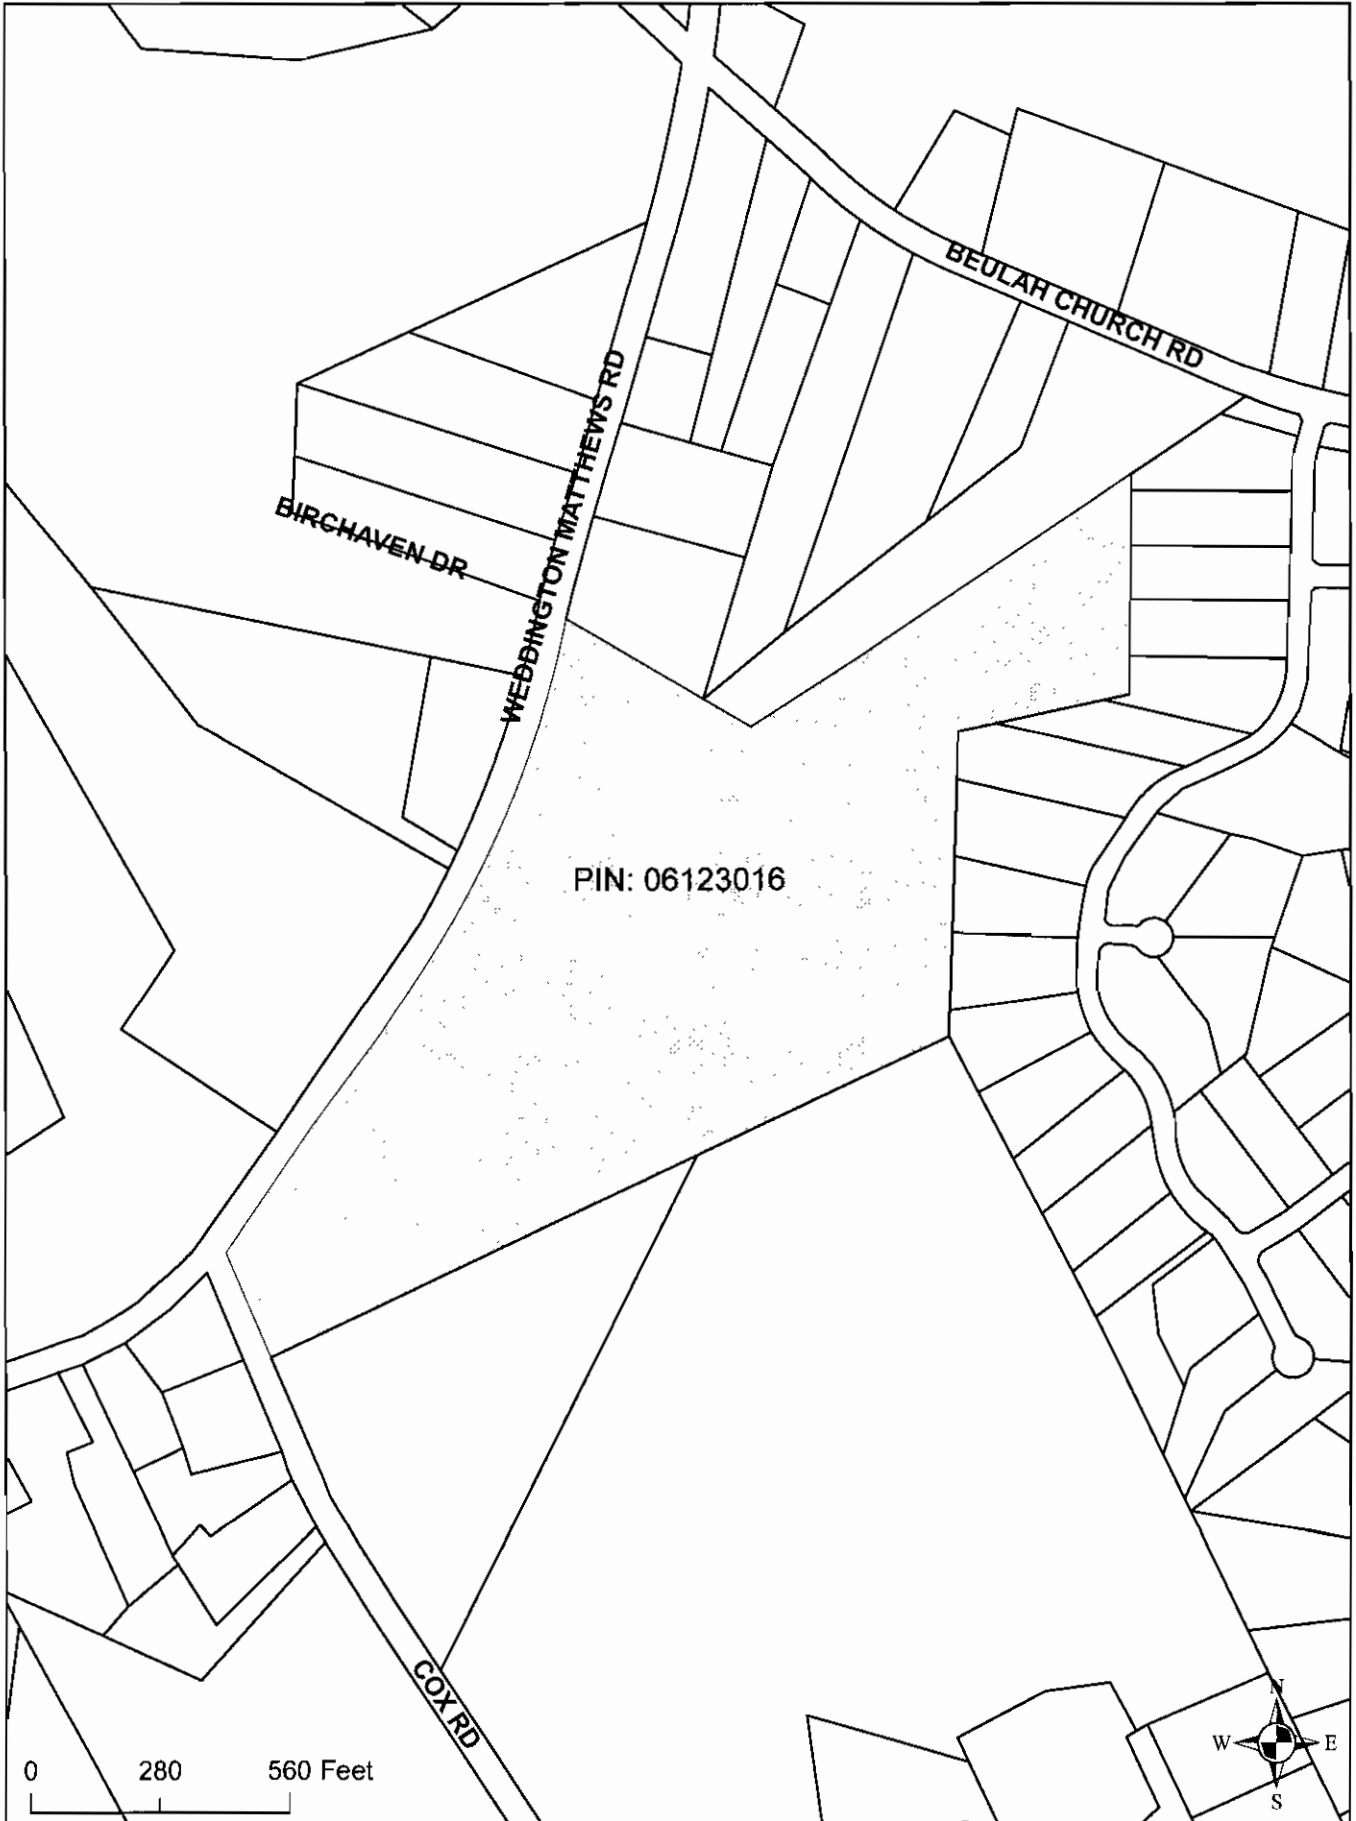 BEULAH CHURCH RD
WEDDINGTON MATTHEWS RD
BIRCHAVEN DR
PIN: 06123016
COX RD
0 280 560 Feet
N
W E
S